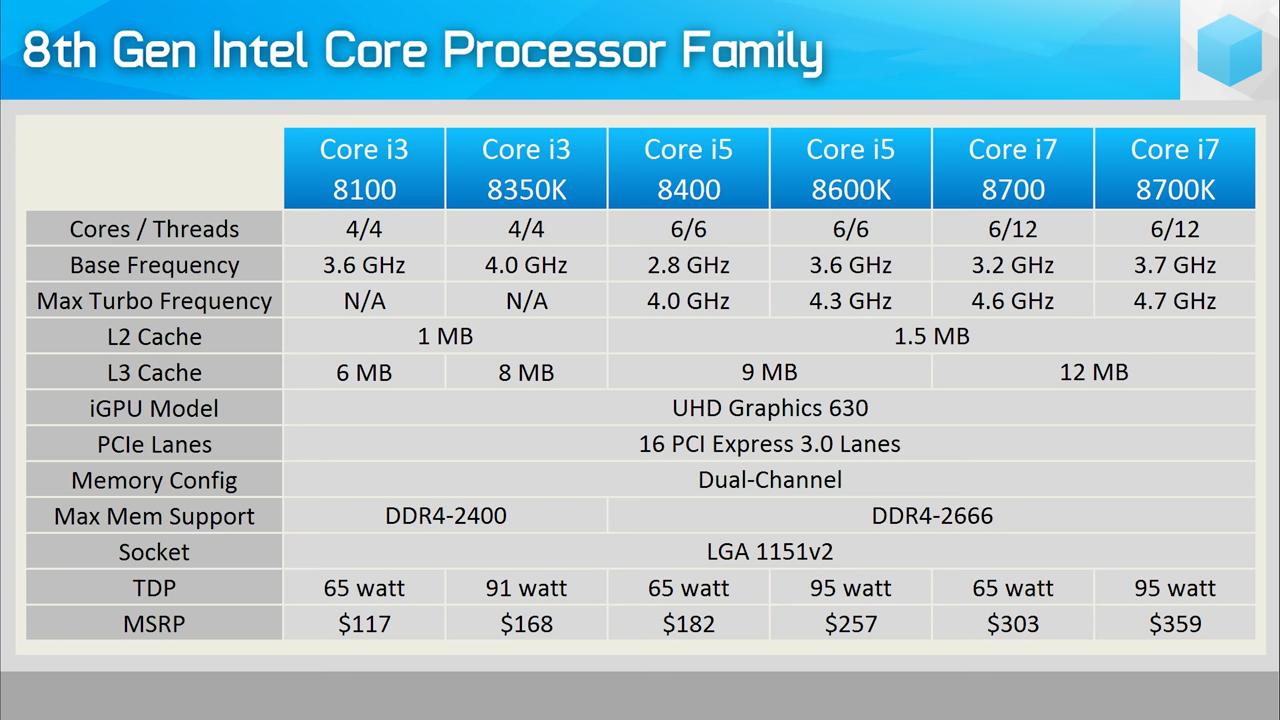 8th Gen Intel Core Processor Family
Core i3 8100 Core i3 8350K Core i5 8400 Core i5 8600K Core i7 8700 Core i7 8700K
Cores / Threads 4/4 4/4 6/6 6/6 6/12 6/12
Base Frequency 3.6 GHz 4.0 GHz 2.8 GHz 3.6 GHz 3.2 GHz 3.7 GHz
Max Turbo Frequency N/A N/A 4.0 GHz 4.3 GHz 4.6 GHz 4.7 GHz
L2 Cache 1 MB 1.5 MB
L3 Cache 6 MB 8 MB 9 MB 12 MB
iGPU Model UHD Graphics 630
PCIe Lanes 16 PCI Express 3.0 Lanes
Memory Config Dual-Channel
Max Mem Support DDR4-2400 DDR4-2666
Socket LGA 1151v2
TDP 65 watt 91 watt 65 watt 95 watt 65 watt 95 watt
MSRP $117 $168 $182 $257 $303 $359